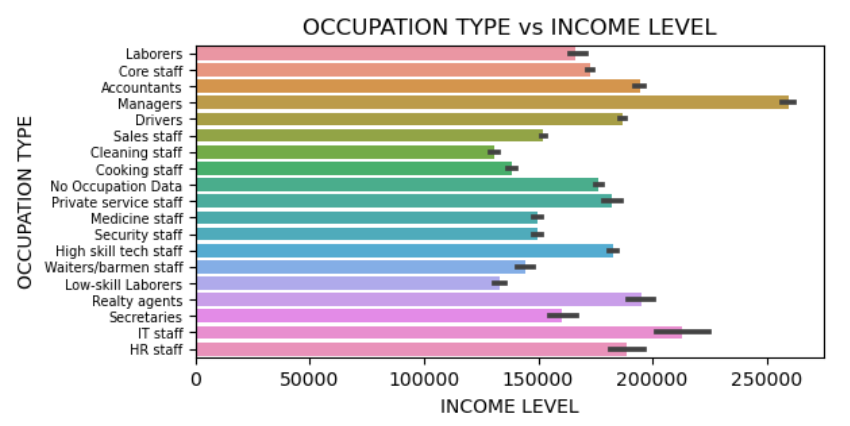 OCCUPATION TYPE vs INCOME LEVEL
OCCUPATION TYPE
Laborers
Core staff
Accountants
Managers
Drivers
Sales staff
Cleaning staff
Cooking staff
No Occupation Data
Private service staff
Medicine staff
Security staff
High skill tech staff
Waiters/barmen staff
Low-skill Laborers
Realty agents
Secretaries
IT staff
HR staff
0 50000 100000 150000 200000 250000
INCOME LEVEL